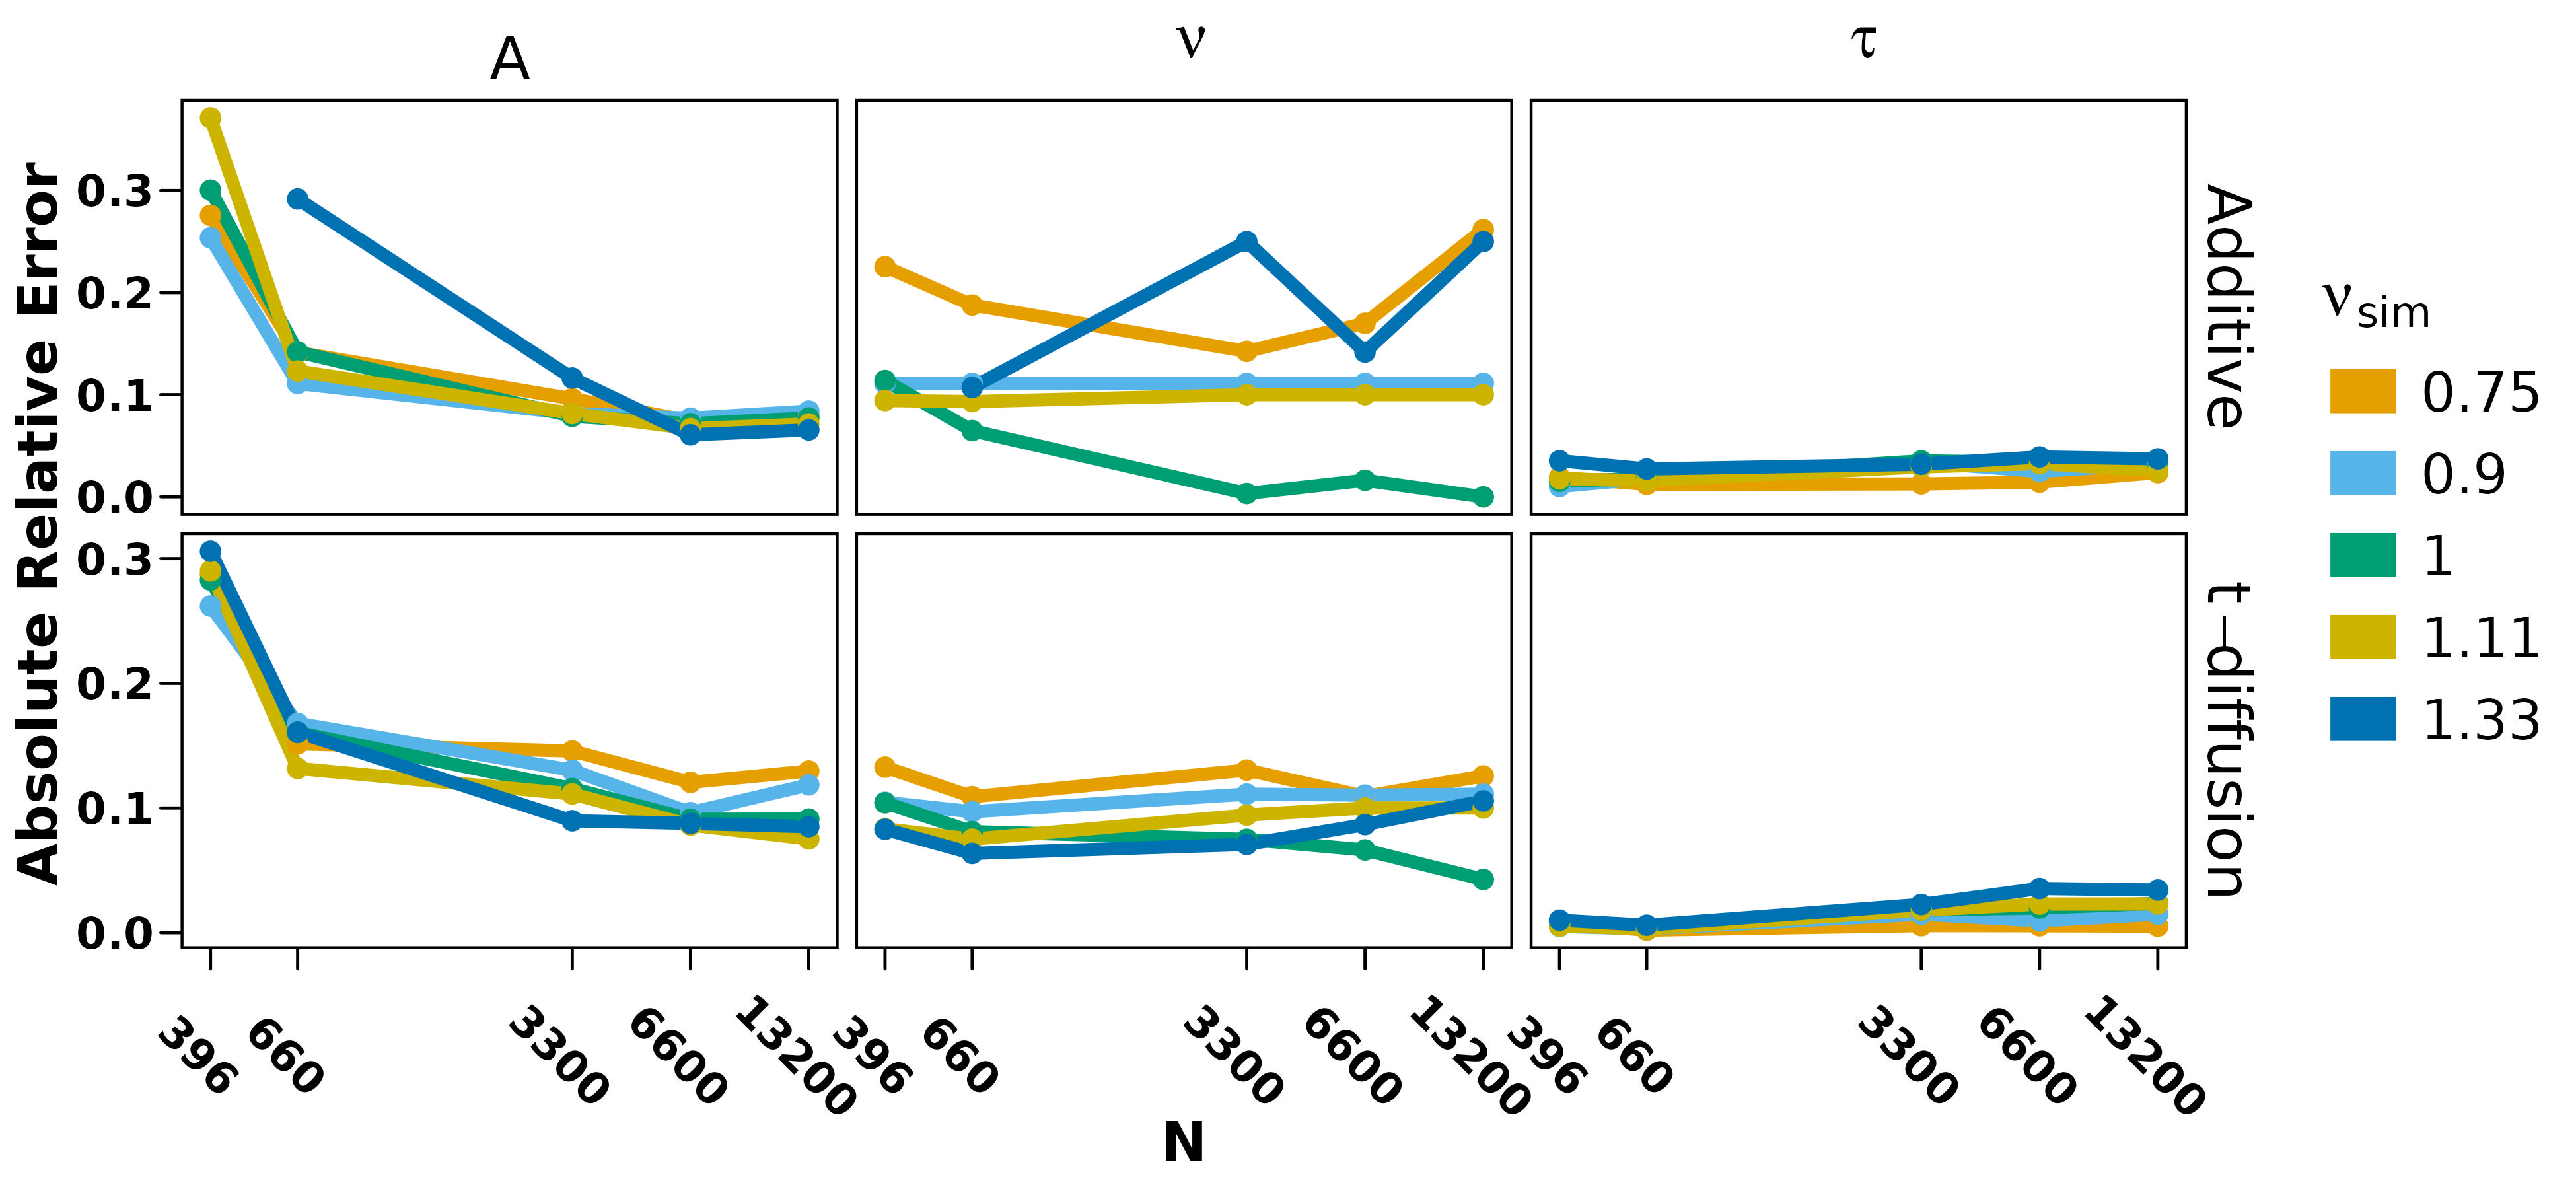 A
ν
τ
Absolute Relative Error
0.3
0.2
0.1
0.0
Additive
0.3
0.2
0.1
0.0
t−diffusion
396 660 3300 6600 13200
396 660 3300 6600 13200
396 660 3300 6600 13200
N
νsim
0.75
0.9
1
1.11
1.33